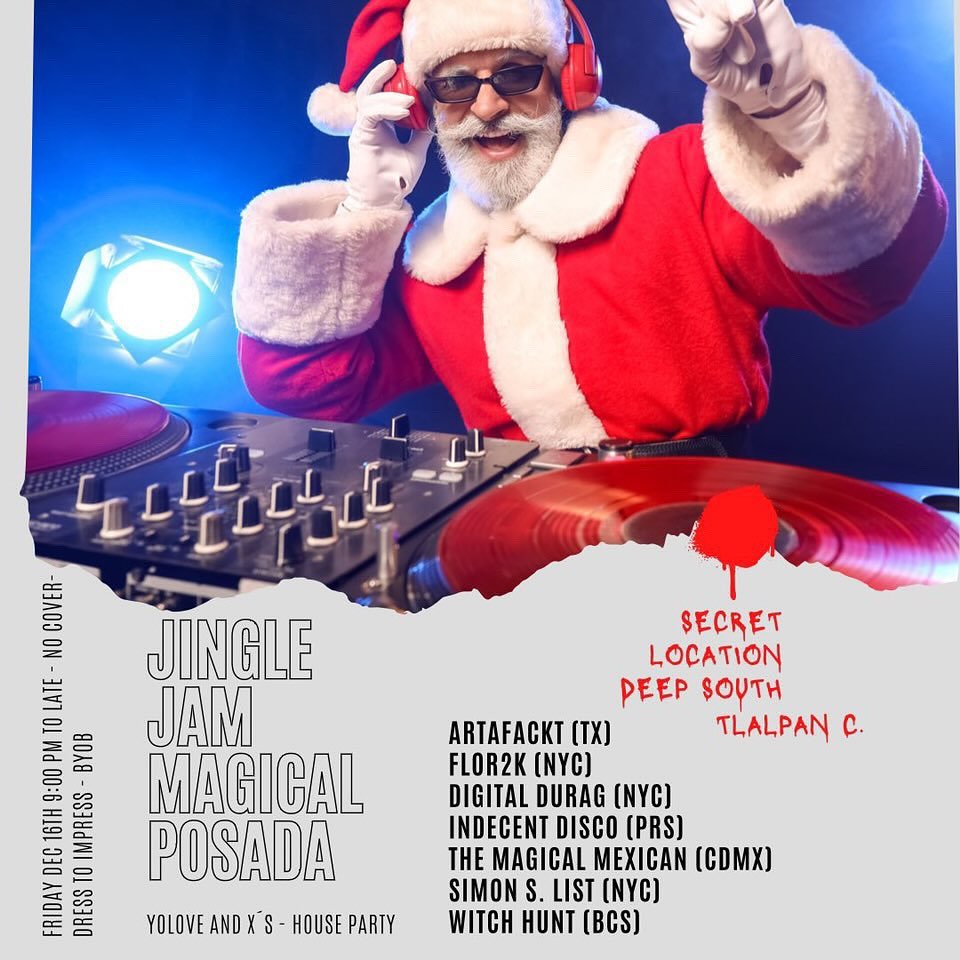 FRIDAY DEC 16TH 9:00 PM TO LATE - NO COVER-
DRESS TO IMPRESS - BYOB
JINGLE
JAM
MAGICAL
POSADA
YOLOVE AND X´S - HOUSE PARTY
SECRET
LOCATION
DEEP SOUTH
TLALPAN C.
ARTAFACKT (TX)
FLOR2K (NYC)
DIGITAL DURAG (NYC)
INDECENT DISCO (PRS)
THE MAGICAL MEXICAN (CDMX)
SIMON S. LIST (NYC)
WITCH HUNT (BCS)